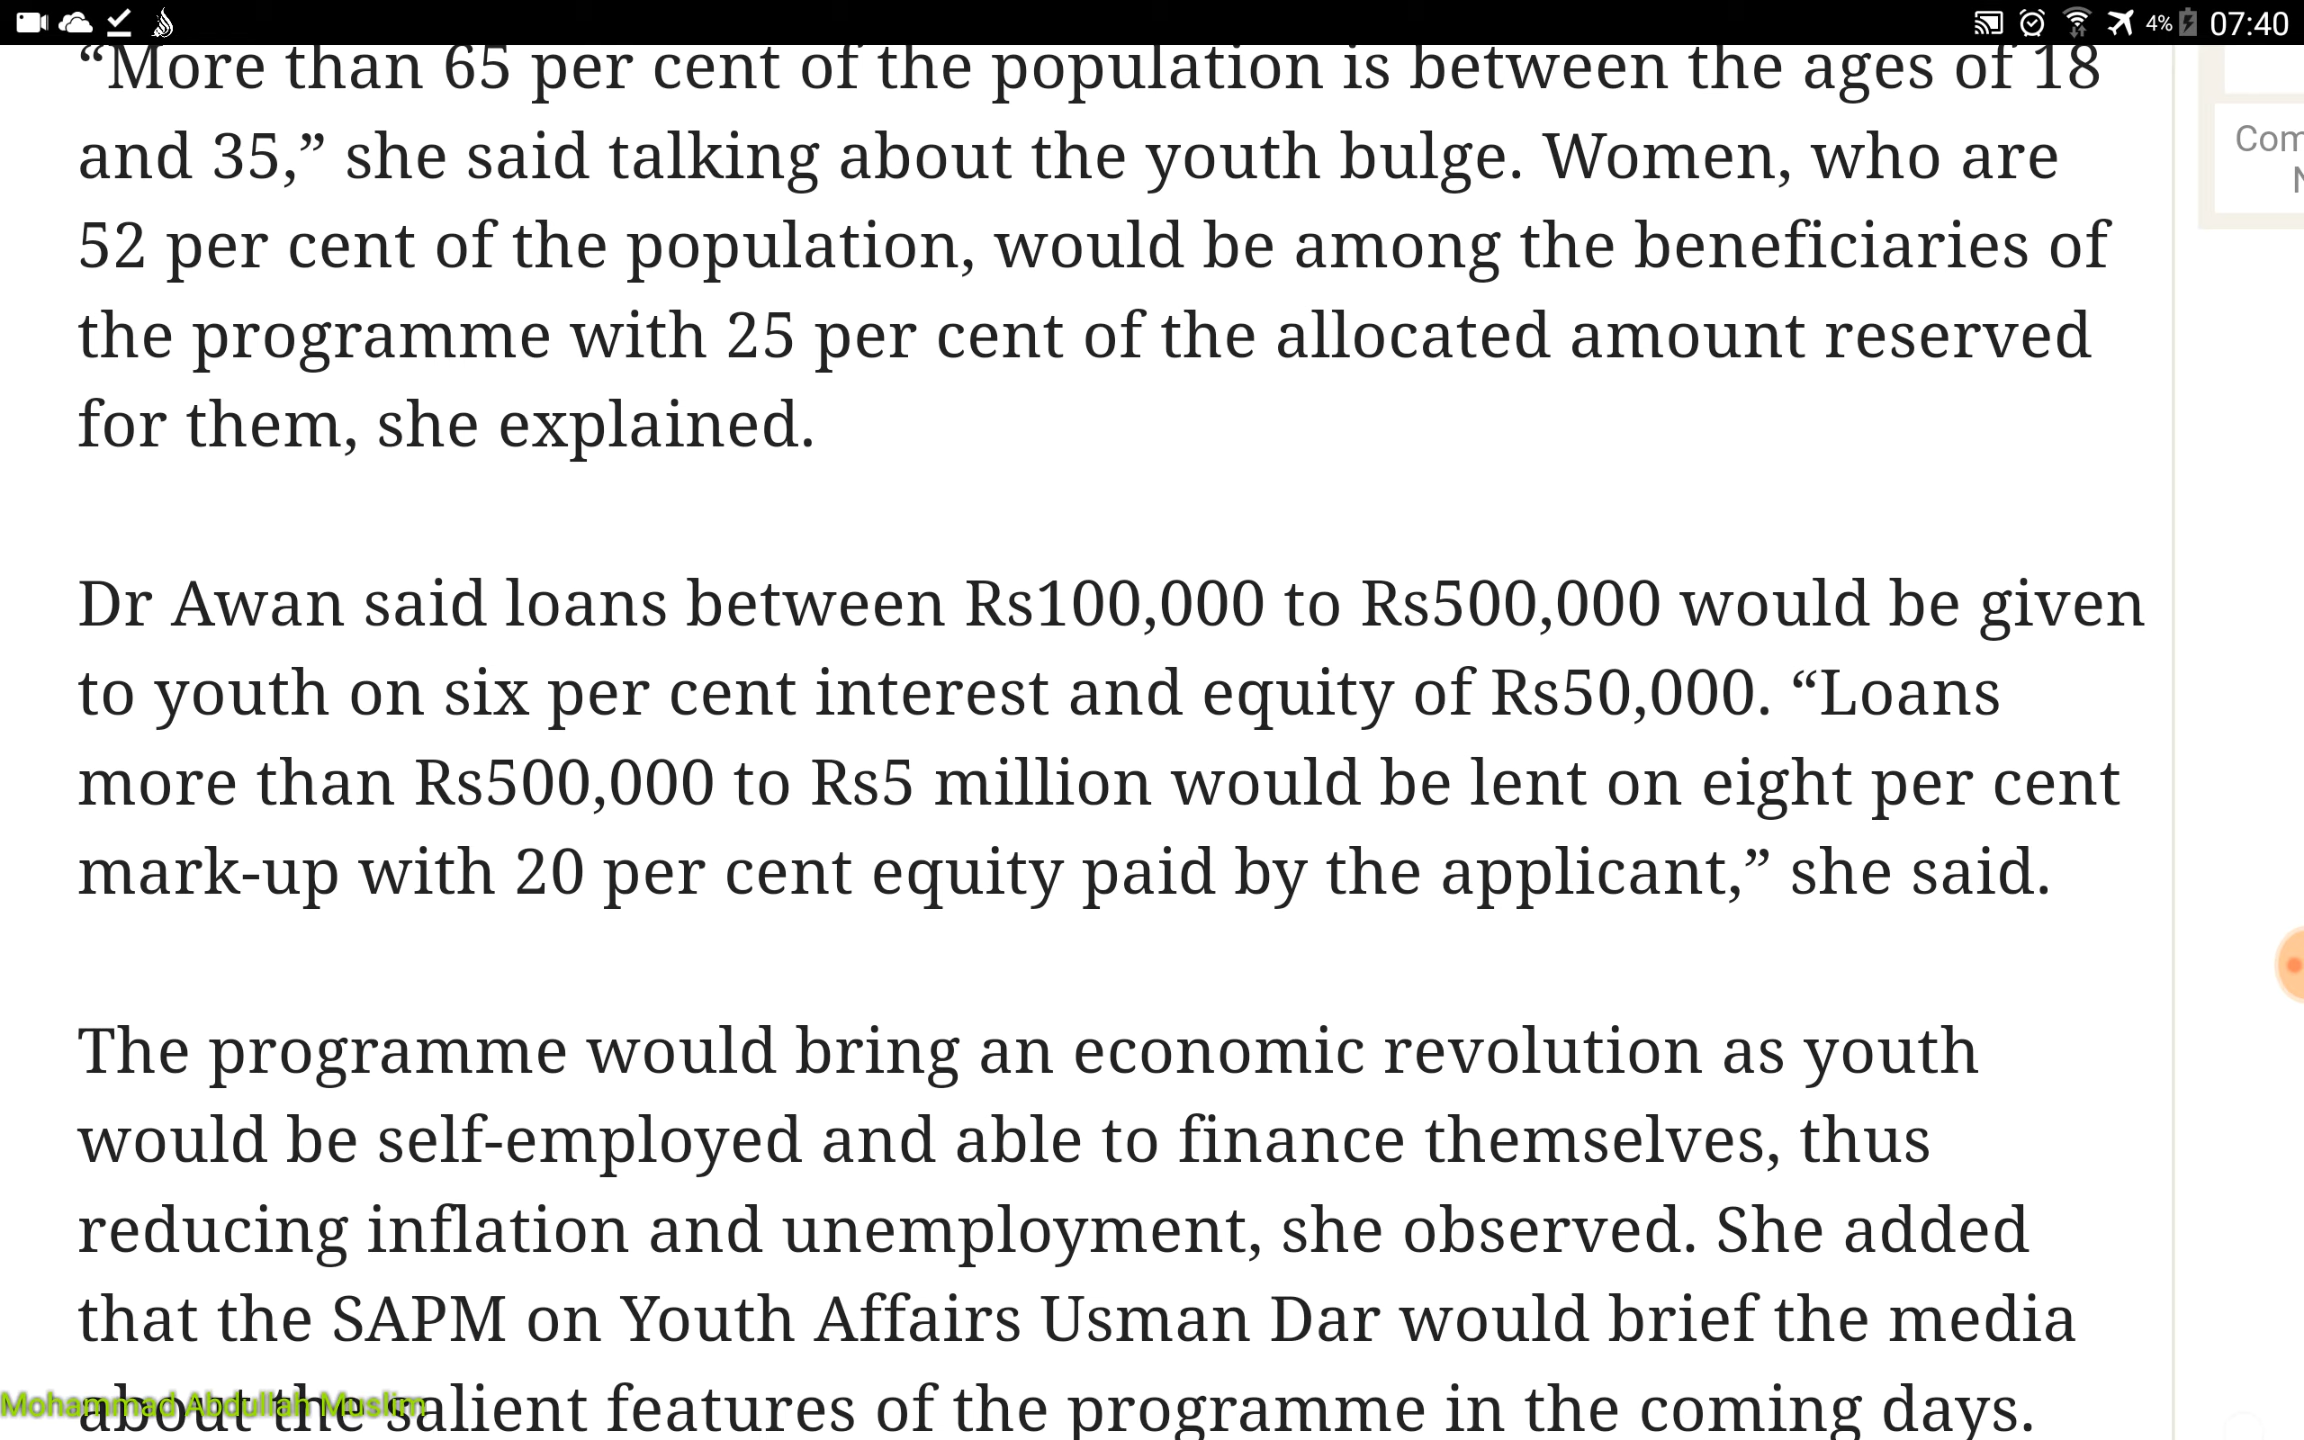 4% 07:40
“More than 65 per cent of the population is between the ages of 18
and 35,” she said talking about the youth bulge. Women, who are
52 per cent of the population, would be among the beneficiaries of
the programme with 25 per cent of the allocated amount reserved
for them, she explained.
Dr Awan said loans between Rs100,000 to Rs500,000 would be given
to youth on six per cent interest and equity of Rs50,000. “Loans
more than Rs500,000 to Rs5 million would be lent on eight per cent
mark-up with 20 per cent equity paid by the applicant,” she said.
The programme would bring an economic revolution as youth
would be self-employed and able to finance themselves, thus
reducing inflation and unemployment, she observed. She added
that the SAPM on Youth Affairs Usman Dar would brief the media
about the salient features of the programme in the coming days.
Mohammad Abdullah Muslim
Com